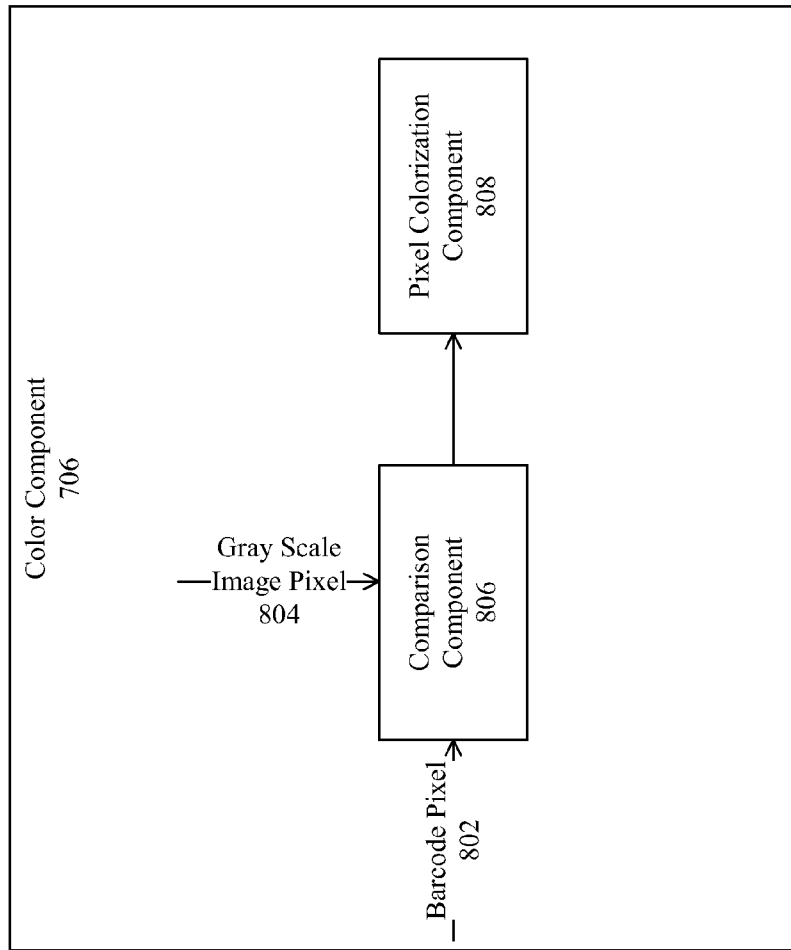 Color Component
706
Gray Scale
Image Pixel
804
Barcode Pixel
802
Comparison
Component
806
Pixel Colorization
Component
808